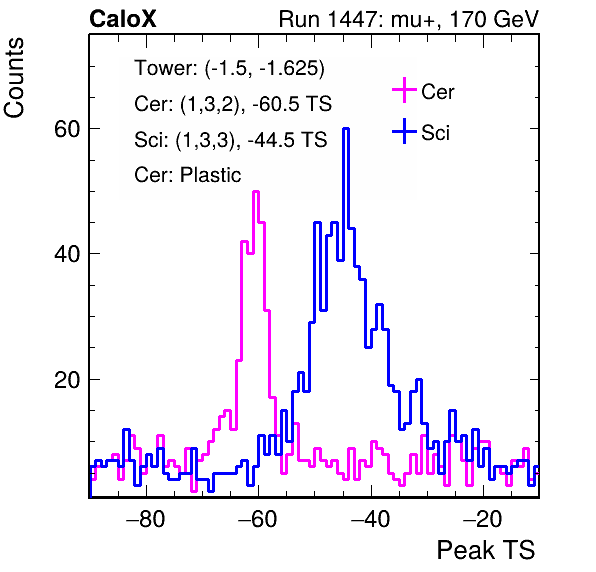 CaloX Run 1447: mu+, 170 GeV
Counts
Tower: (-1.5, -1.625)
Cer: (1,3,2), -60.5 TS
Sci: (1,3,3), -44.5 TS
Cer: Plastic
Cer
Sci
60
40
20
−80 −60 −40 −20
Peak TS